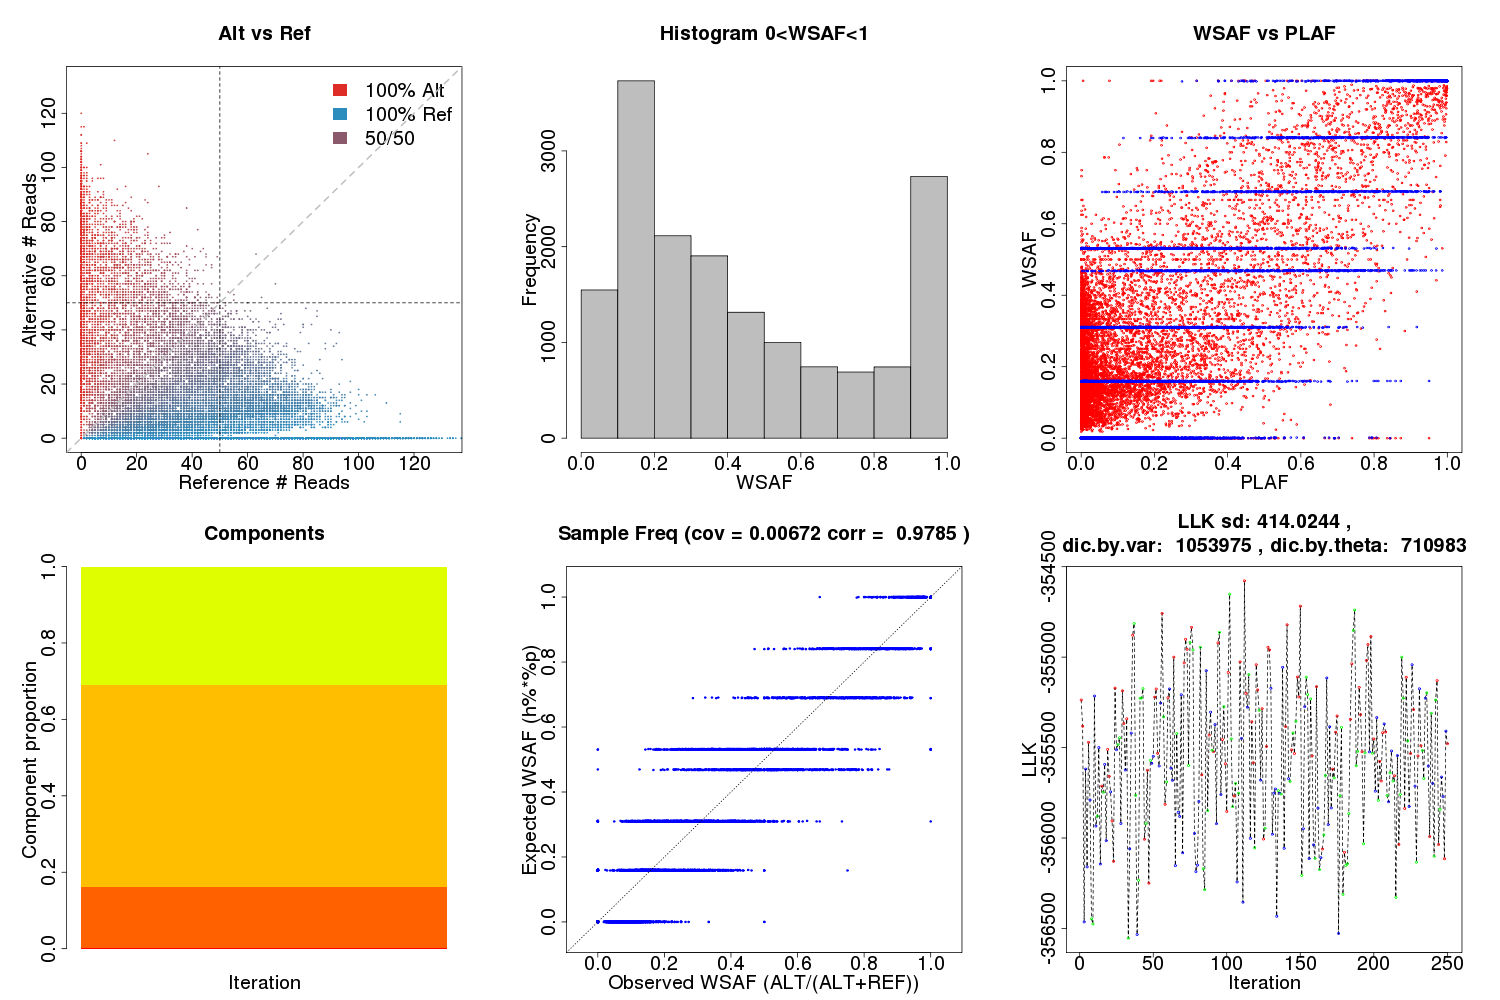 Alt vs Ref
120
100
80
60
40
20
0
Alternative # Reads
100% Alt
100% Ref
50/50
0 20 40 60 80 100 120
Reference # Reads
Histogram 0<WSAF<1
3000
2000
1000
0
Frequency
0.0 0.2 0.4 0.6 0.8 1.0
WSAF
WSAF vs PLAF
1.0
0.8
0.6
0.4
0.2
0.0
WSAF
0.0 0.2 0.4 0.6 0.8 1.0
PLAF
Components
1.0
0.8
0.6
0.4
0.2
0.0
Component proportion
Iteration
Sample Freq (cov = 0.00672 corr = 0.9785 )
1.0
0.8
0.6
0.4
0.2
0.0
Expected WSAF (h%*%p)
0.0 0.2 0.4 0.6 0.8 1.0
Observed WSAF (ALT/(ALT+REF))
LLK sd: 414.0244 ,
dic.by.var: 1053975 , dic.by.theta: 710983
-354500
-355000
-355500
-356000
-356500
LLK
0 50 100 150 200 250
Iteration